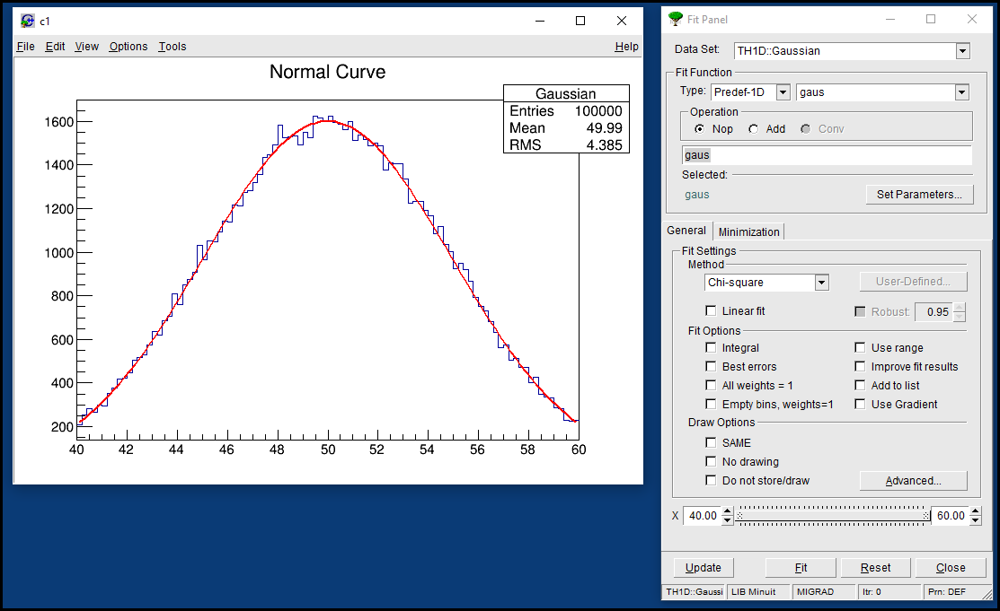 c1
File Edit View Options Tools Help
Normal Curve
Gaussian
Entries 100000
Mean 49.99
RMS 4.385
1600
1400
1200
1000
800
600
400
200
40 42 44 46 48 50 52 54 56 58 60
Fit Panel
Data Set: TH1D::Gaussian
Fit Function
Type: Predef-1D gaus
Operation
Nop Add Conv
gaus
Selected:
gaus Set Parameters...
General Minimization
Fit Settings
Method
Chi-square User-Defined...
Linear fit Robust: 0.95
Fit Options
Integral Use range
Best errors Improve fit results
All weights = 1 Add to list
Empty bins, weights=1 Use Gradient
Draw Options
SAME
No drawing
Do not store/draw Advanced...
X 40.00 60.00
Update Fit Reset Close
TH1D::Gaussi LIB Minuit MIGRAD Itr: 0 Prn: DEF